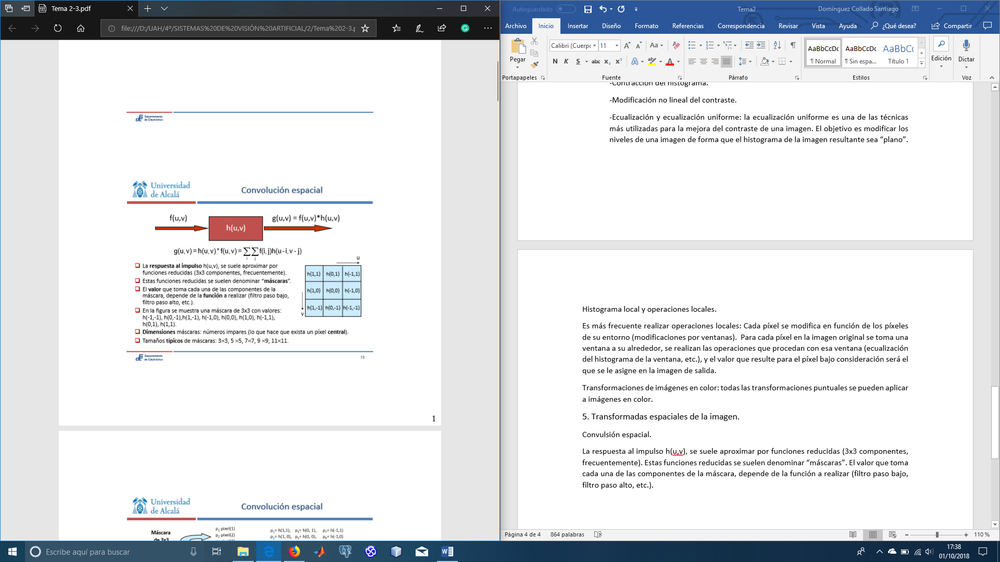 Tema 2-3.pdf
file:///D:/UAH/4º/SISTEMAS%20DE%20VISIÓN%20ARTIFICIAL/2/Tema%202-3.p
Departamento
de Electrónica
Universidad
de Alcalá
Convolución espacial
f(u,v)
h(u,v)
g(u,v) = f(u,v)*h(u,v)
g(u,v) = h(u,v)*f(u,v) = ∑∑f(i,j)h(u-i,v-j)
i j
La respuesta al impulso h(u,v), se suele aproximar por
funciones reducidas (3x3 componentes, frecuentemente).
Estas funciones reducidas se suelen denominar “máscaras”.
El valor que toma cada una de las componentes de la
máscara, depende de la función a realizar (filtro paso bajo,
filtro paso alto, etc.).
En la figura se muestra una máscara de 3x3 con valores:
h(-1,-1), h(0,-1),h(1,-1), h(-1,0), h(0,0), h(1,0), h(-1,1),
h(0,1), h(1,1).
Dimensiones máscaras: números impares (lo que hace que exista un píxel central).
Tamaños típicos de máscaras: 3×3, 5 ×5, 7×7, 9 ×9, 11×11.
u
h(1,1) h(0,1) h(-1,1)
h(1,0) h(0,0) h(-1,0)
h(1,-1) h(0,-1) h(-1,-1)
v
Departamento
de Electrónica
73
1
Universidad
de Alcalá
Convolución espacial
Máscara
de 3x3
p₁·pixel(1)
p₂·pixel(2)
p₁= h(1,1), p₄= h(0, 1), p₇= h(-1,1)
p₂= h(1, 0), p₅= h(0, 0), p₈= h(-1,0)
Autoguardado
Tema2
Domínguez Collado Santiago
Archivo Inicio Insertar Diseño Formato Referencias Correspondencia Revisar Vista Ayuda ¿Qué desea? Compartir
Pegar
Portapapeles
Calibri (Cuerpo 11
Aa
N K S abc x₂ x²
Fuente
Párrafo
AaBbCcDc AaBbCcDc AaBbCc
¶ Normal ¶ Sin espa... Título 1
Estilos
Edición
Dictar
Voz
-Contracción del histograma.
-Modificación no lineal del contraste.
-Ecualización y ecualización uniforme: la ecualización uniforme es una de las técnicas
más utilizadas para la mejora del contraste de una imagen. El objetivo es modificar los
niveles de una imagen de forma que el histograma de la imagen resultante sea “plano”.
Histograma local y operaciones locales.
Es más frecuente realizar operaciones locales: Cada píxel se modifica en función de los píxeles
de su entorno (modificaciones por ventanas). Para cada píxel en la imagen original se toma una
ventana a su alrededor, se realizan las operaciones que procedan con esa ventana (ecualización
del histograma de la ventana, etc.), y el valor que resulte para el píxel bajo consideración será el
que se le asigne en la imagen de salida.
Transformaciones de imágenes en color: todas las transformaciones puntuales se pueden aplicar
a imágenes en color.
5. Transformadas espaciales de la imagen.
Convulsión espacial.
La respuesta al impulso h(u,v), se suele aproximar por funciones reducidas (3x3 componentes,
frecuentemente). Estas funciones reducidas se suelen denominar “máscaras”. El valor que toma
cada una de las componentes de la máscara, depende de la función a realizar (filtro paso bajo,
filtro paso alto, etc.).
Página 4 de 4 864 palabras
110 %
Escribe aquí para buscar
17:38
01/10/2018